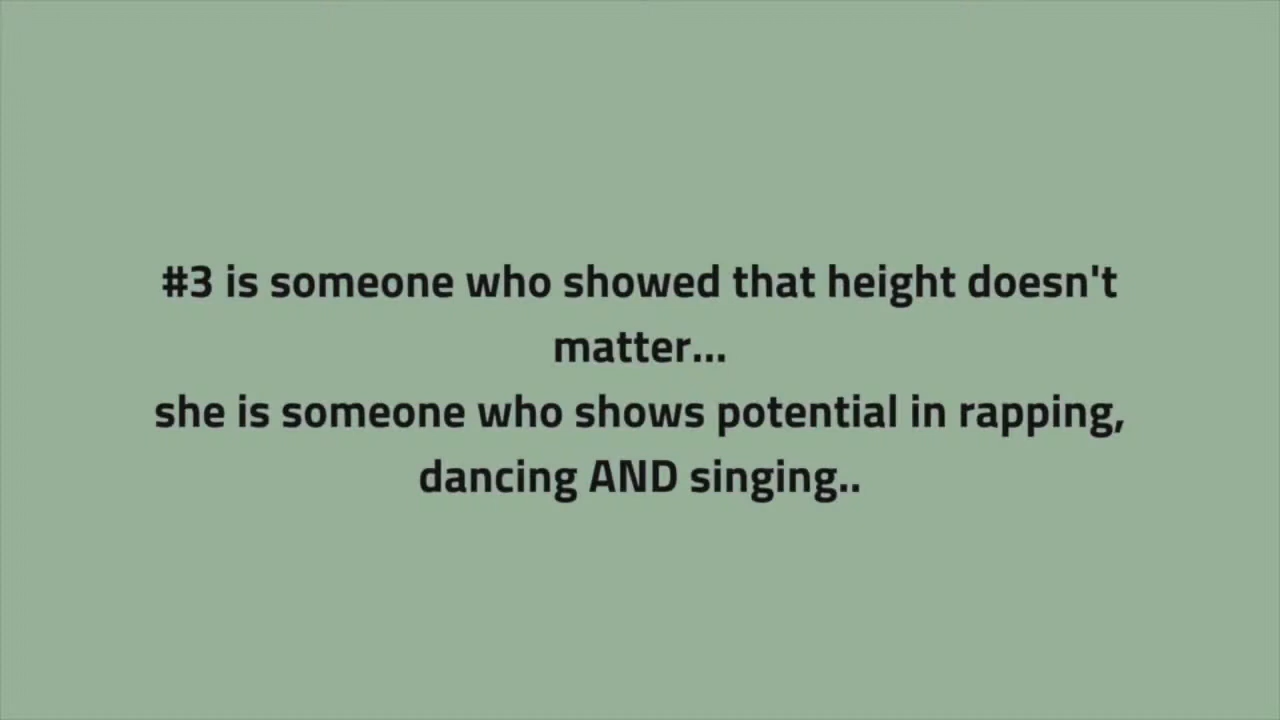 #3 is someone who showed that height doesn't
matter...
she is someone who shows potential in rapping,
dancing AND singing..